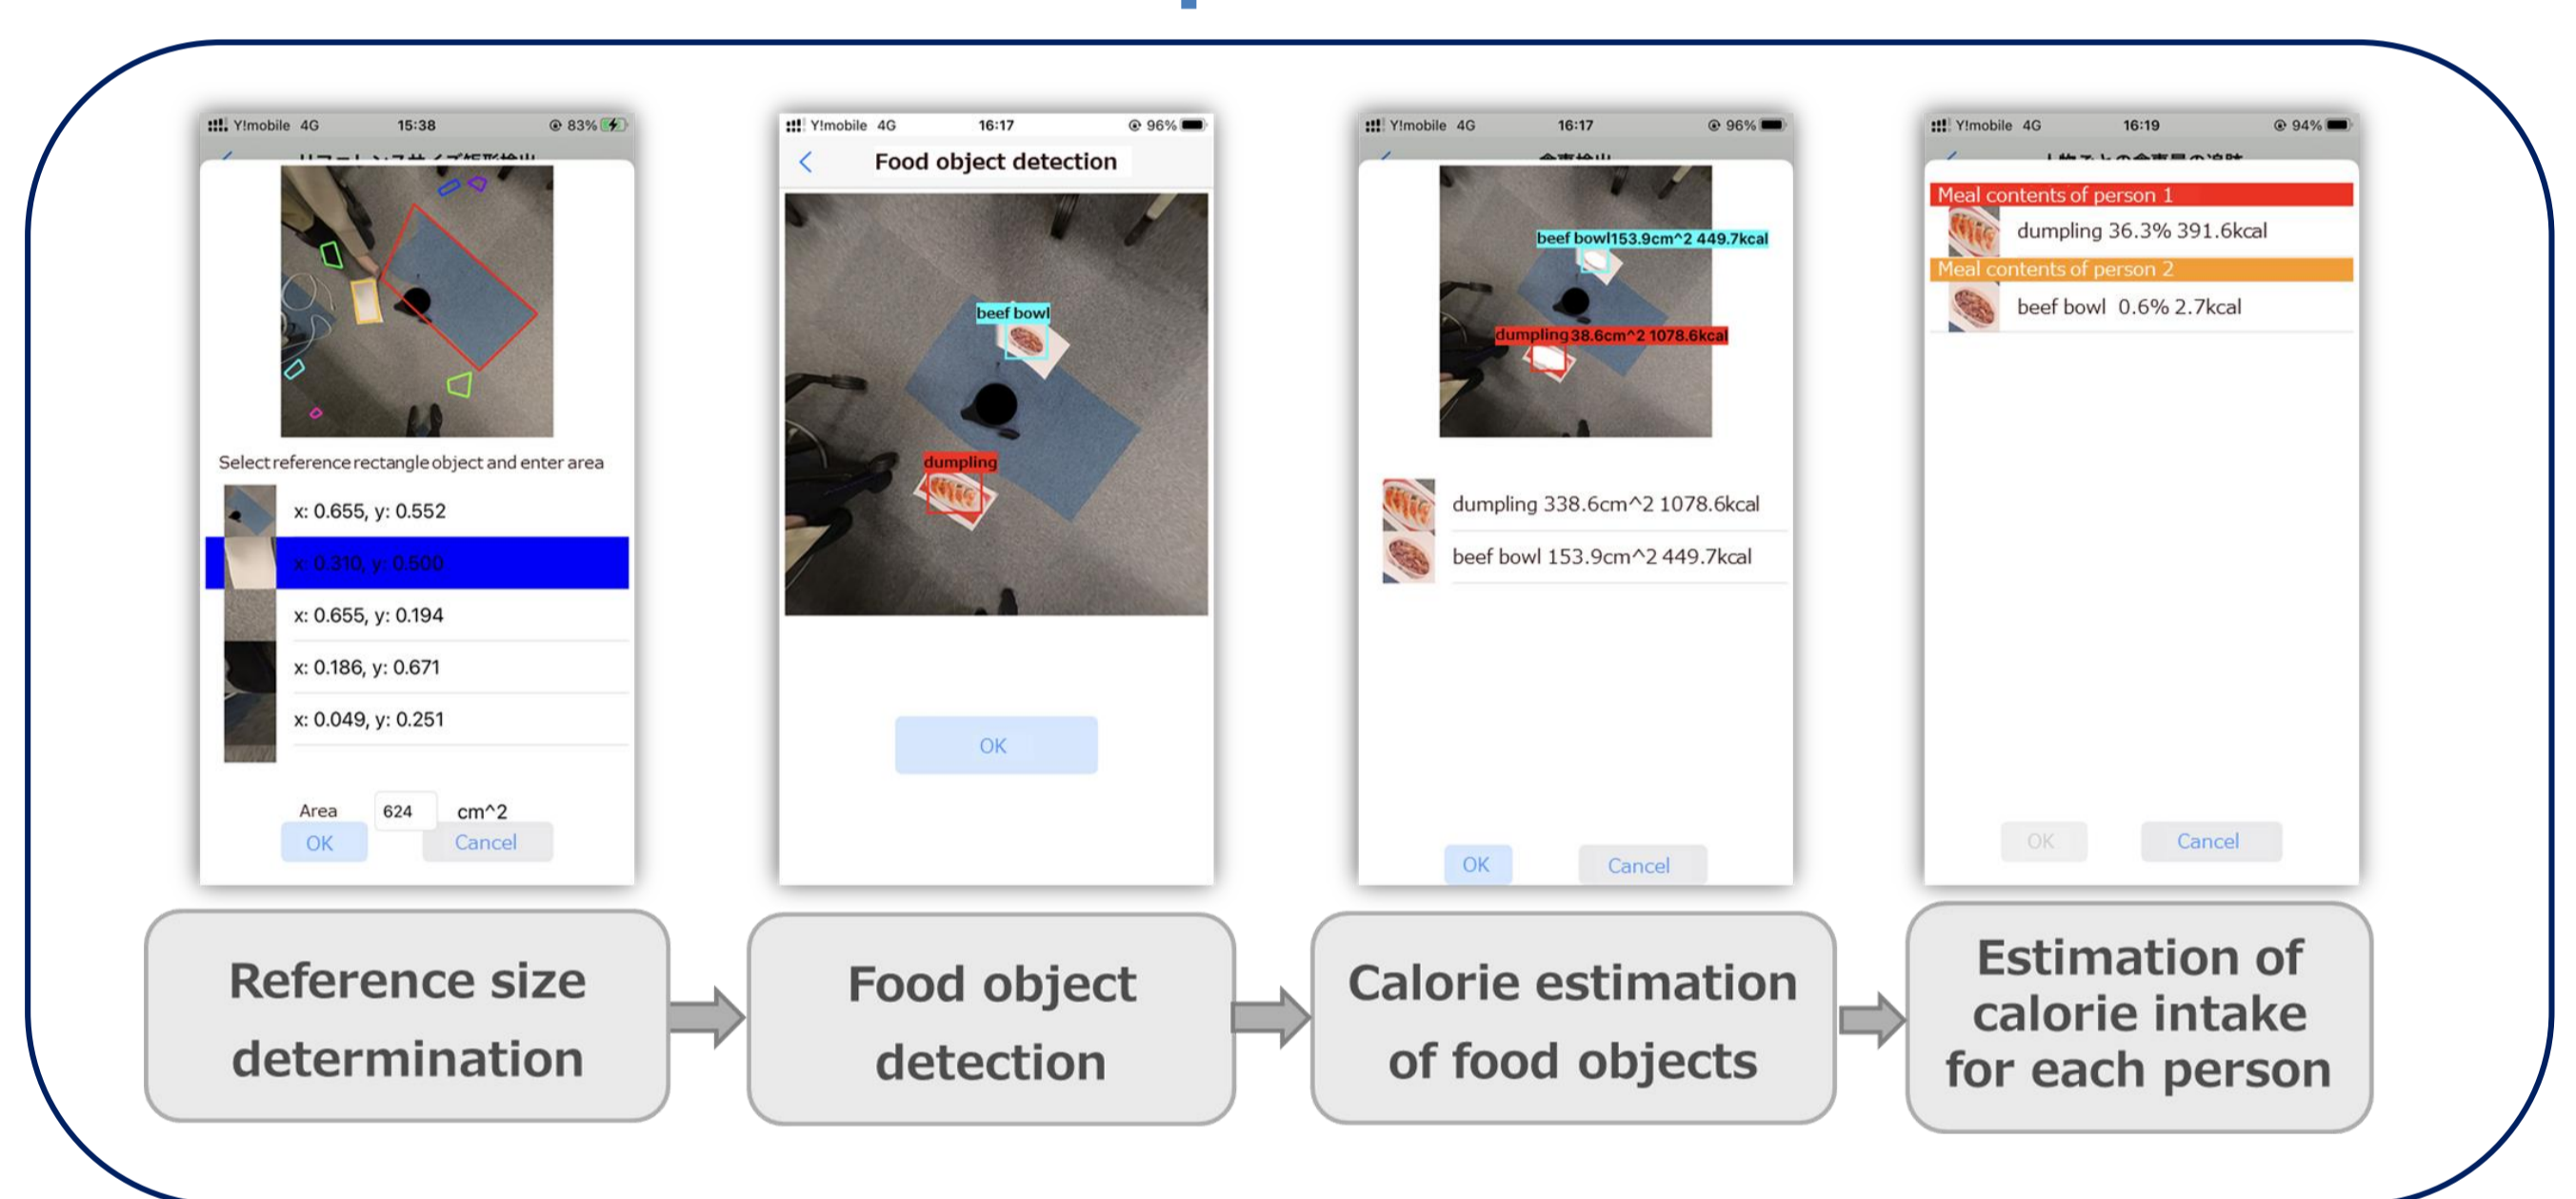 Y!mobile 4G 15:38 83%
Select reference rectangle object and enter area
x: 0.655, y: 0.552
x: 0.310, y: 0.500
x: 0.655, y: 0.194
x: 0.186, y: 0.671
x: 0.049, y: 0.251
Area 624 cm^2
OK Cancel
Reference size
determination
Y!mobile 4G 16:17 96%
Food object detection
beef bowl
dumpling
OK
Food object
detection
Y!mobile 4G 16:17 96%
beef bowl153.9cm^2 449.7kcal
dumpling38.6cm^2 1078.6kcal
dumpling 338.6cm^2 1078.6kcal
beef bowl 153.9cm^2 449.7kcal
OK Cancel
Calorie estimation
of food objects
Y!mobile 4G 16:19 94%
Meal contents of person 1
dumpling 36.3% 391.6kcal
Meal contents of person 2
beef bowl 0.6% 2.7kcal
OK Cancel
Estimation of
calorie intake
for each person